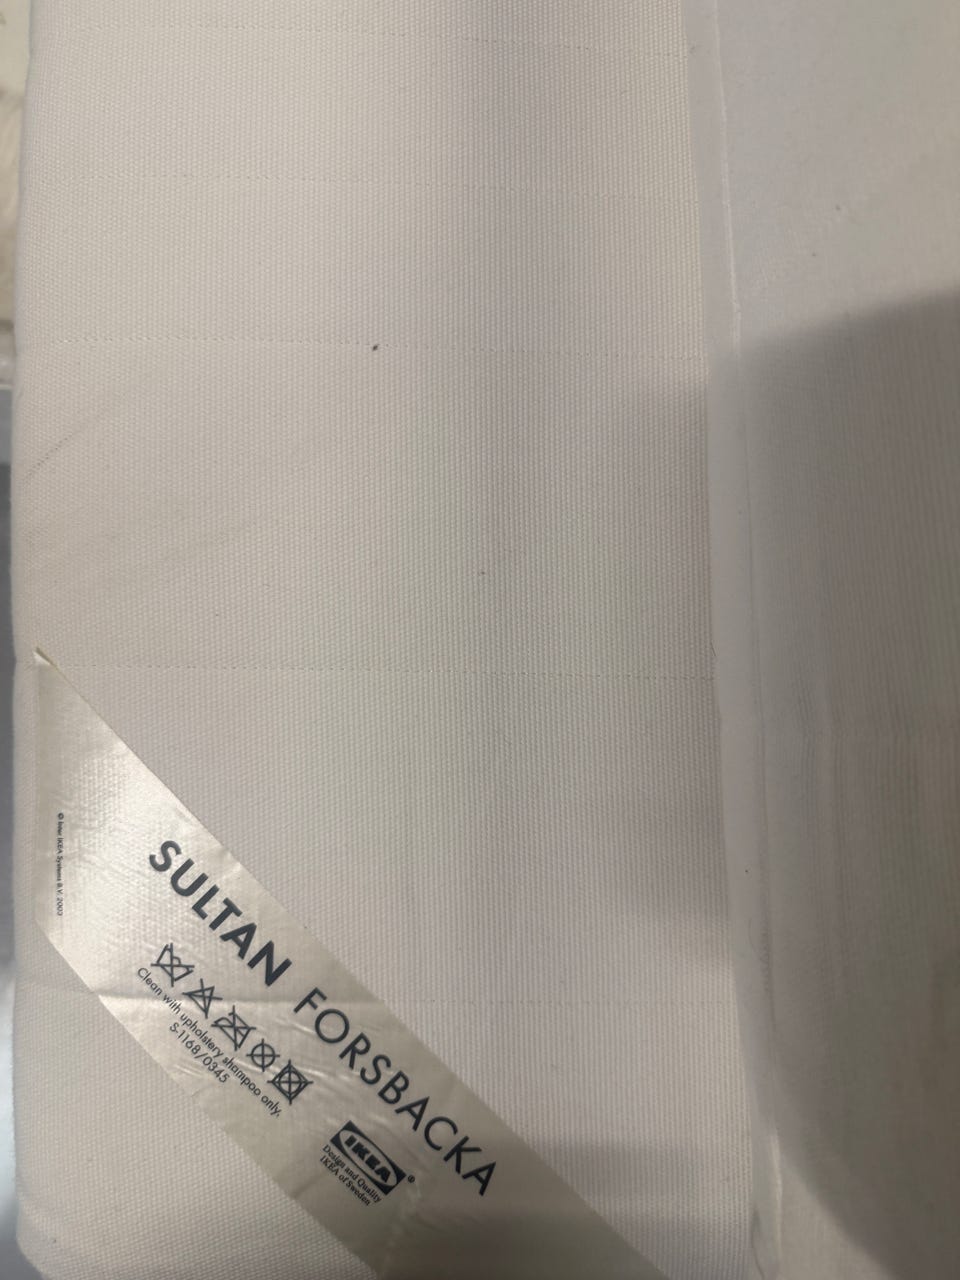 SULTAN FORSBACKA
Clean with upholstery shampoo only.
S-1168/0345
IKEA®
Design and Quality
IKEA of Sweden
© Inter IKEA Systems B.V. 2003